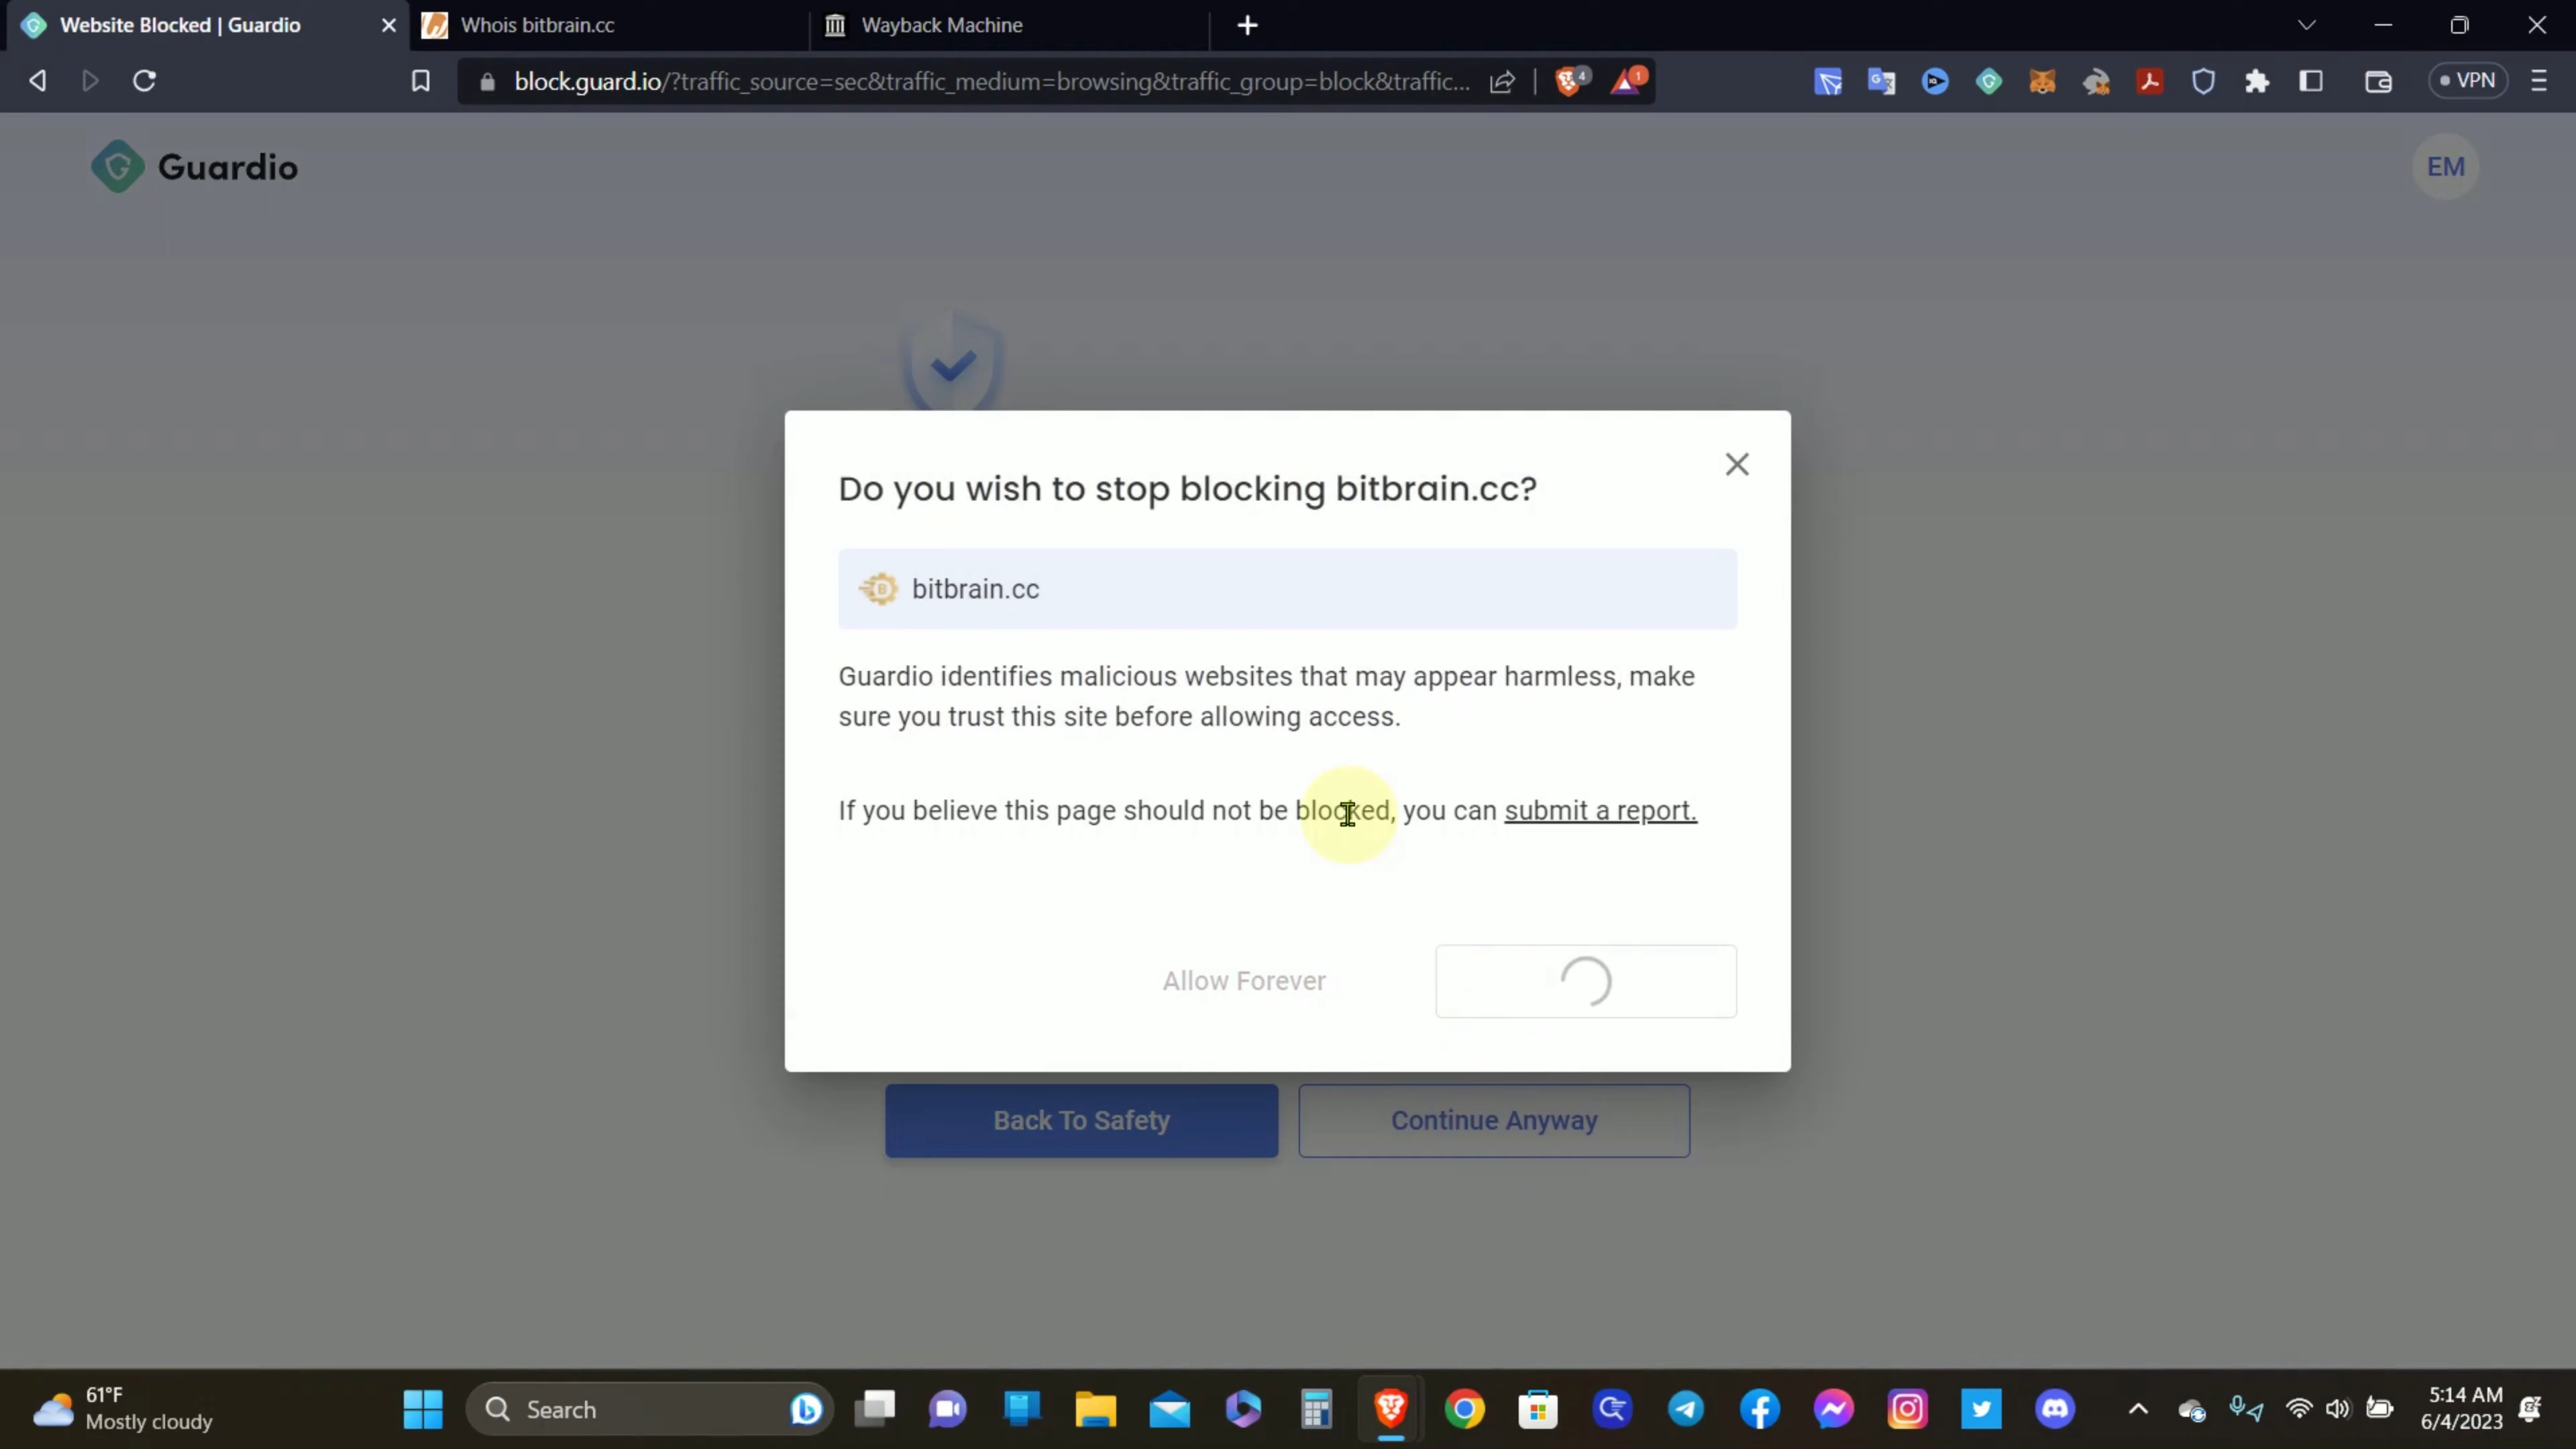 Website Blocked | Guardio
Whois bitbrain.cc
Wayback Machine
block.guard.io/?traffic_source=sec&traffic_medium=browsing&traffic_group=block&traffic...
4
1
VPN
Guardio
EM
Do you wish to stop blocking bitbrain.cc?
bitbrain.cc
Guardio identifies malicious websites that may appear harmless, make
sure you trust this site before allowing access.
If you believe this page should not be blocked, you can submit a report.
Allow Forever
Back To Safety
Continue Anyway
61°F
Mostly cloudy
Search
5:14 AM
6/4/2023